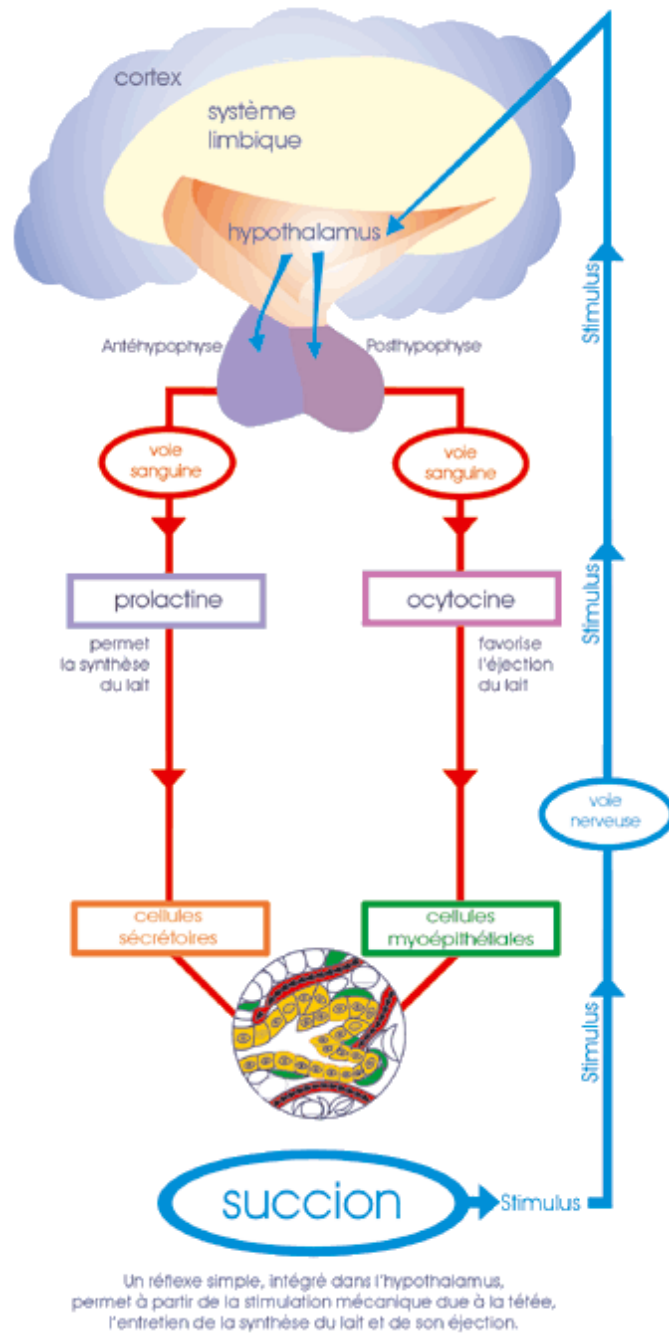 cortex
système
limbique
hypothalamus
Antéhypophyse
Posthypophyse
voie
sanguine
voie
sanguine
prolactine
ocytocine
permet
la synthèse
du lait
favorise
l'éjection
du lait
Stimulus
Stimulus
voie
nerveuse
cellules
sécrétoires
cellules
myoépithéliales
Stimulus
succion
Stimulus
Un réflexe simple, intégré dans l'hypothalamus,
permet à partir de la stimulation mécanique due à la tétée,
l'entretien de la synthèse du lait et de son éjection.